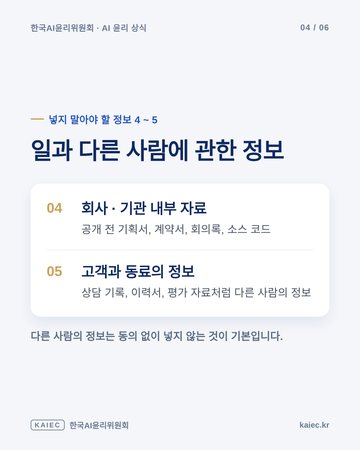 한국AI윤리위원회 · AI 윤리 상식
04 / 06
넣지 말아야 할 정보 4 ~ 5
일과 다른 사람에 관한 정보
04 회사 · 기관 내부 자료
공개 전 기획서, 계약서, 회의록, 소스 코드
05 고객과 동료의 정보
상담 기록, 이력서, 평가 자료처럼 다른 사람의 정보
다른 사람의 정보는 동의 없이 넣지 않는 것이 기본입니다.
KAIEC 한국AI윤리위원회
kaiec.kr